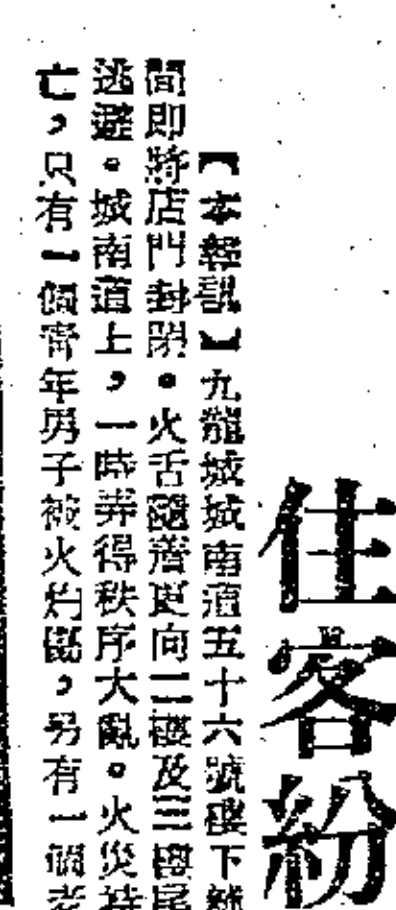 住客紛
【本報訊】九龍城城南道五十六號樓下
間即將店門封閉。火舌隨着更向二樓及三樓
逃避。城南道上,一時弄得秩序大亂。火災持
亡,只有一個青年男子被火灼傷,另有一個老